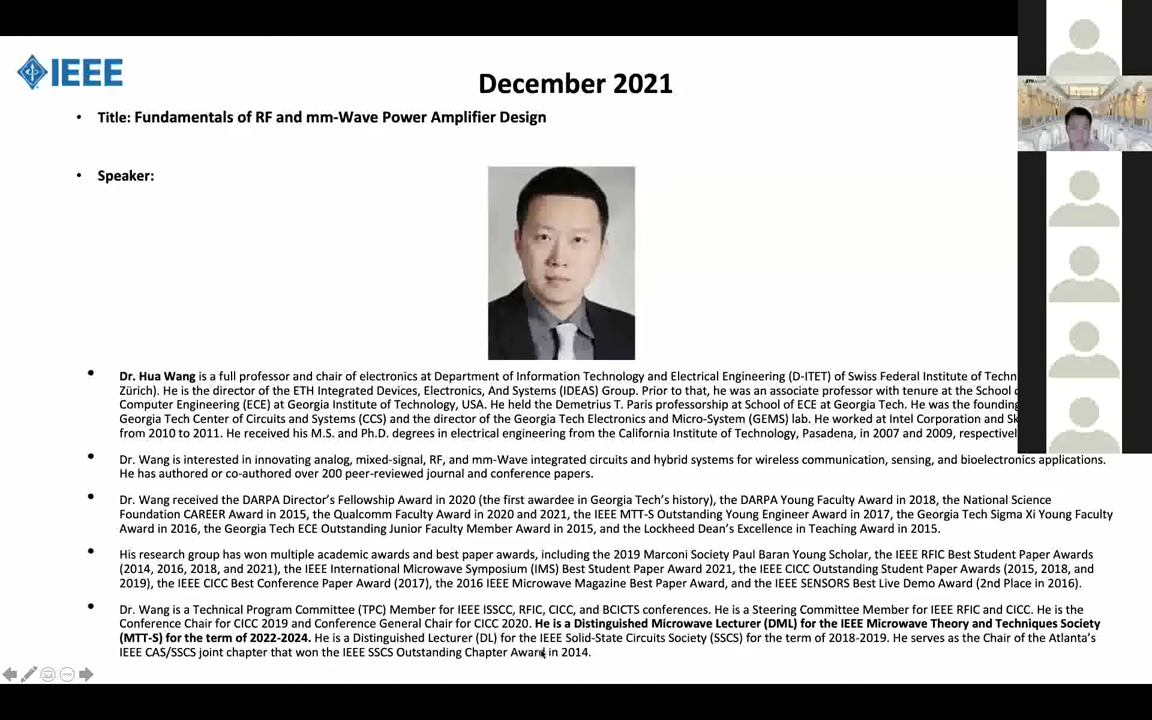 IEEE
December 2021
• Title: Fundamentals of RF and mm-Wave Power Amplifier Design
• Speaker:
• Dr. Hua Wang is a full professor and chair of electronics at Department of Information Technology and Electrical Engineering (D-ITET) of Swiss Federal Institute of Techn
Zürich). He is the director of the ETH Integrated Devices, Electronics, And Systems (IDEAS) Group. Prior to that, he was an associate professor with tenure at the School
Computer Engineering (ECE) at Georgia Institute of Technology, USA. He held the Demetrius T. Paris professorship at School of ECE at Georgia Tech. He was the founding
Georgia Tech Center of Circuits and Systems (CCS) and the director of the Georgia Tech Electronics and Micro-System (GEMS) lab. He worked at Intel Corporation and Sk
from 2010 to 2011. He received his M.S. and Ph.D. degrees in electrical engineering from the California Institute of Technology, Pasadena, in 2007 and 2009, respectivel
• Dr. Wang is interested in innovating analog, mixed-signal, RF, and mm-Wave integrated circuits and hybrid systems for wireless communication, sensing, and bioelectronics applications.
He has authored or co-authored over 200 peer-reviewed journal and conference papers.
• Dr. Wang received the DARPA Director's Fellowship Award in 2020 (the first awardee in Georgia Tech's history), the DARPA Young Faculty Award in 2018, the National Science
Foundation CAREER Award in 2015, the Qualcomm Faculty Award in 2020 and 2021, the IEEE MTT-S Outstanding Young Engineer Award in 2017, the Georgia Tech Sigma Xi Young Faculty
Award in 2016, the Georgia Tech ECE Outstanding Junior Faculty Member Award in 2015, and the Lockheed Dean's Excellence in Teaching Award in 2015.
• His research group has won multiple academic awards and best paper awards, including the 2019 Marconi Society Paul Baran Young Scholar, the IEEE RFIC Best Student Paper Awards
(2014, 2016, 2018, and 2021), the IEEE International Microwave Symposium (IMS) Best Student Paper Award 2021, the IEEE CICC Outstanding Student Paper Awards (2015, 2018, and
2019), the IEEE CICC Best Conference Paper Award (2017), the 2016 IEEE Microwave Magazine Best Paper Award, and the IEEE SENSORS Best Live Demo Award (2nd Place in 2016).
• Dr. Wang is a Technical Program Committee (TPC) Member for IEEE ISSCC, RFIC, CICC, and BCICTS conferences. He is a Steering Committee Member for IEEE RFIC and CICC. He is the
Conference Chair for CICC 2019 and Conference General Chair for CICC 2020. He is a Distinguished Microwave Lecturer (DML) for the IEEE Microwave Theory and Techniques Society
(MTT-S) for the term of 2022-2024. He is a Distinguished Lecturer (DL) for the IEEE Solid-State Circuits Society (SSCS) for the term of 2018-2019. He serves as the Chair of the Atlanta's
IEEE CAS/SSCS joint chapter that won the IEEE SSCS Outstanding Chapter Award in 2014.